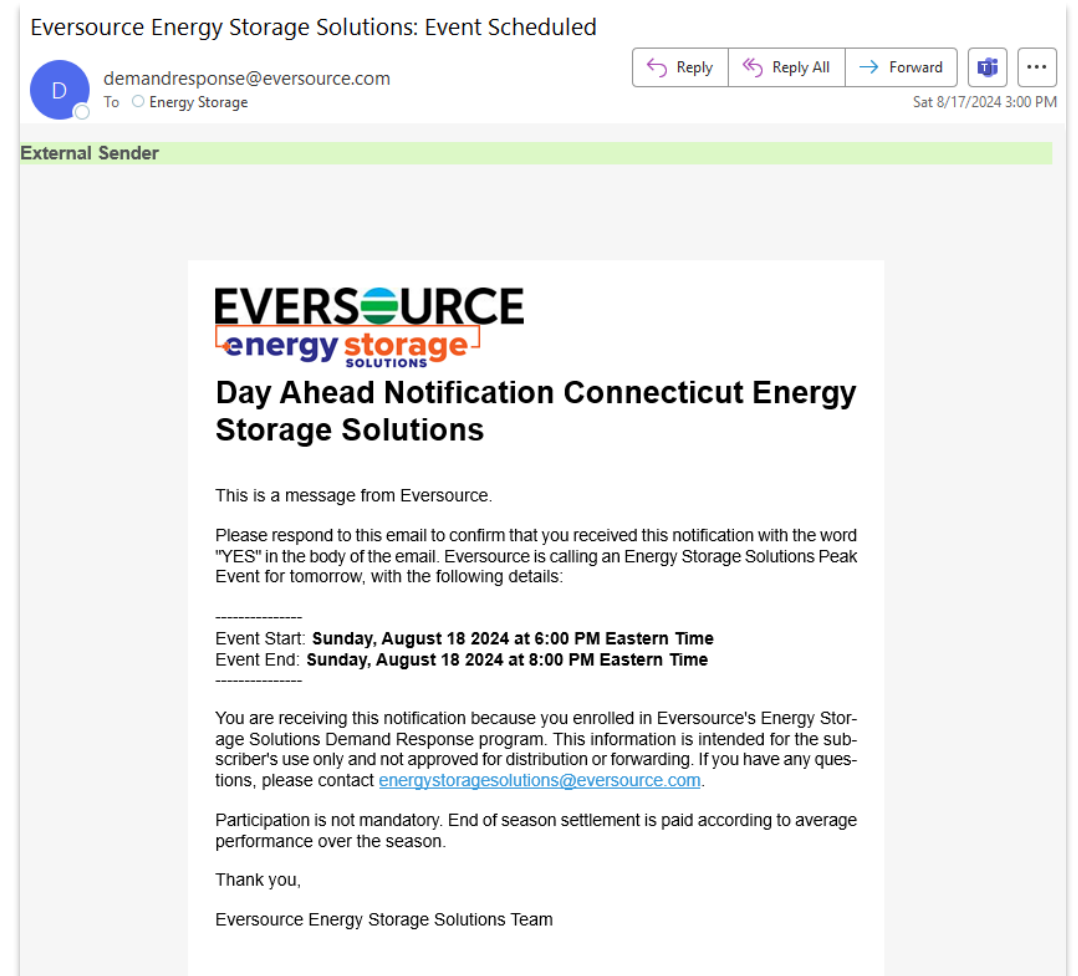 Eversource Energy Storage Solutions: Event Scheduled
D
demandresponse@eversource.com
To Energy Storage
Reply
Reply All
Forward
Sat 8/17/2024 3:00 PM
External Sender
EVERSOURCE
energy storage
SOLUTIONS
Day Ahead Notification Connecticut Energy
Storage Solutions
This is a message from Eversource.
Please respond to this email to confirm that you received this notification with the word
"YES" in the body of the email. Eversource is calling an Energy Storage Solutions Peak
Event for tomorrow, with the following details:
---------------
Event Start: Sunday, August 18 2024 at 6:00 PM Eastern Time
Event End: Sunday, August 18 2024 at 8:00 PM Eastern Time
---------------
You are receiving this notification because you enrolled in Eversource's Energy Stor-
age Solutions Demand Response program. This information is intended for the sub-
scriber's use only and not approved for distribution or forwarding. If you have any ques-
tions, please contact energystoragesolutions@eversource.com.
Participation is not mandatory. End of season settlement is paid according to average
performance over the season.
Thank you,
Eversource Energy Storage Solutions Team